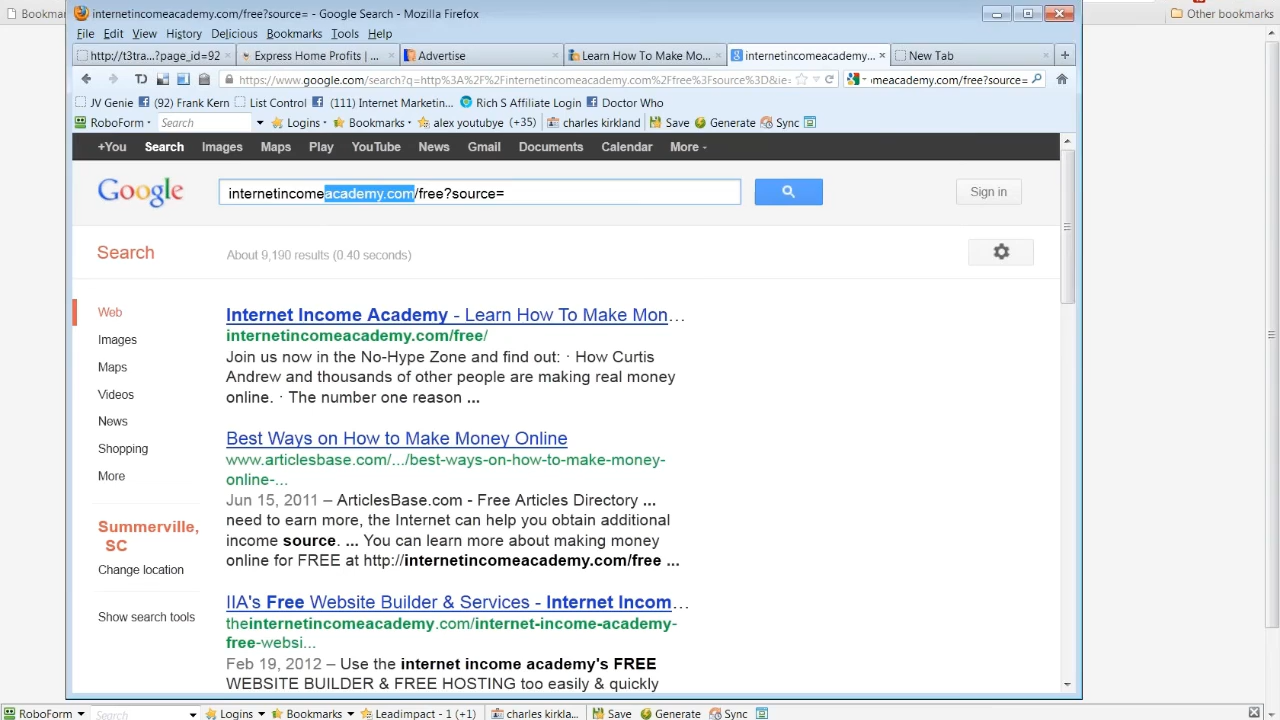 Bookmar
Other bookmarks
internetincomeacademy.com/free?source= - Google Search - Mozilla Firefox
File Edit View History Bookmarks Tools Help
http://t3tra...?page_id=92 Express Home Profits | ... Advertise Learn How To Make Mo... internetincomeacademy... New Tab
https://www.google.com/search?q=http%3A%2F%2Finternetincomeacademy.com%2Ffree%3Fsource%3D&ie= meacademy.com/free?source=
JV Genie (92) Frank Kern List Control (111) Internet Marketin... Rich S Affiliate Login Doctor Who
RoboForm Search Logins Bookmarks alex youtubye (+35) charles kirkland Save Generate Sync
+You Search Images Maps Play YouTube News Gmail Documents Calendar More
Google internetincomeacademy.com/free?source= Sign in
Search About 9,190 results (0.40 seconds)
Web
Images
Maps
Videos
News
Shopping
More
Summerville,
SC
Change location
Show search tools
Internet Income Academy - Learn How To Make Mon...
internetincomeacademy.com/free/
Join us now in the No-Hype Zone and find out: · How Curtis
Andrew and thousands of other people are making real money
online. · The number one reason ...
Best Ways on How to Make Money Online
www.articlesbase.com/.../best-ways-on-how-to-make-money-
online-...
Jun 15, 2011 – ArticlesBase.com - Free Articles Directory ...
need to earn more, the Internet can help you obtain additional
income source. ... You can learn more about making money
online for FREE at http://internetincomeacademy.com/free ...
IIA's Free Website Builder & Services - Internet Incom...
theinternetincomeacademy.com/internet-income-academy-
free-websi...
Feb 19, 2012 – Use the internet income academy's FREE
WEBSITE BUILDER & FREE HOSTING too easily & quickly
RoboForm Search Logins Bookmarks Leadimpact - 1 (+1) charles kirkla... Save Generate Sync